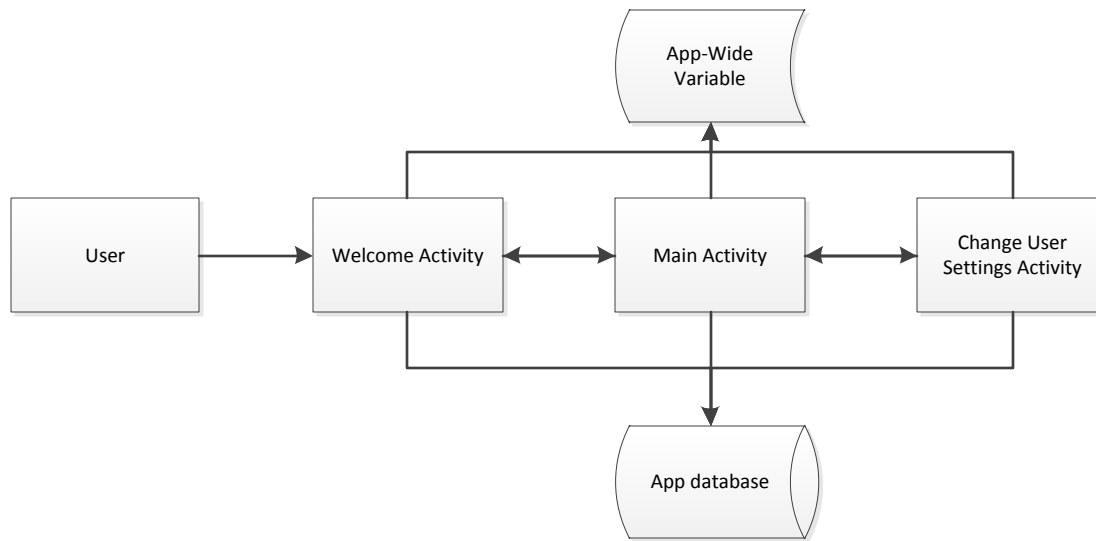 App-Wide
Variable
User
Welcome Activity
Main Activity
Change User
Settings Activity
App database